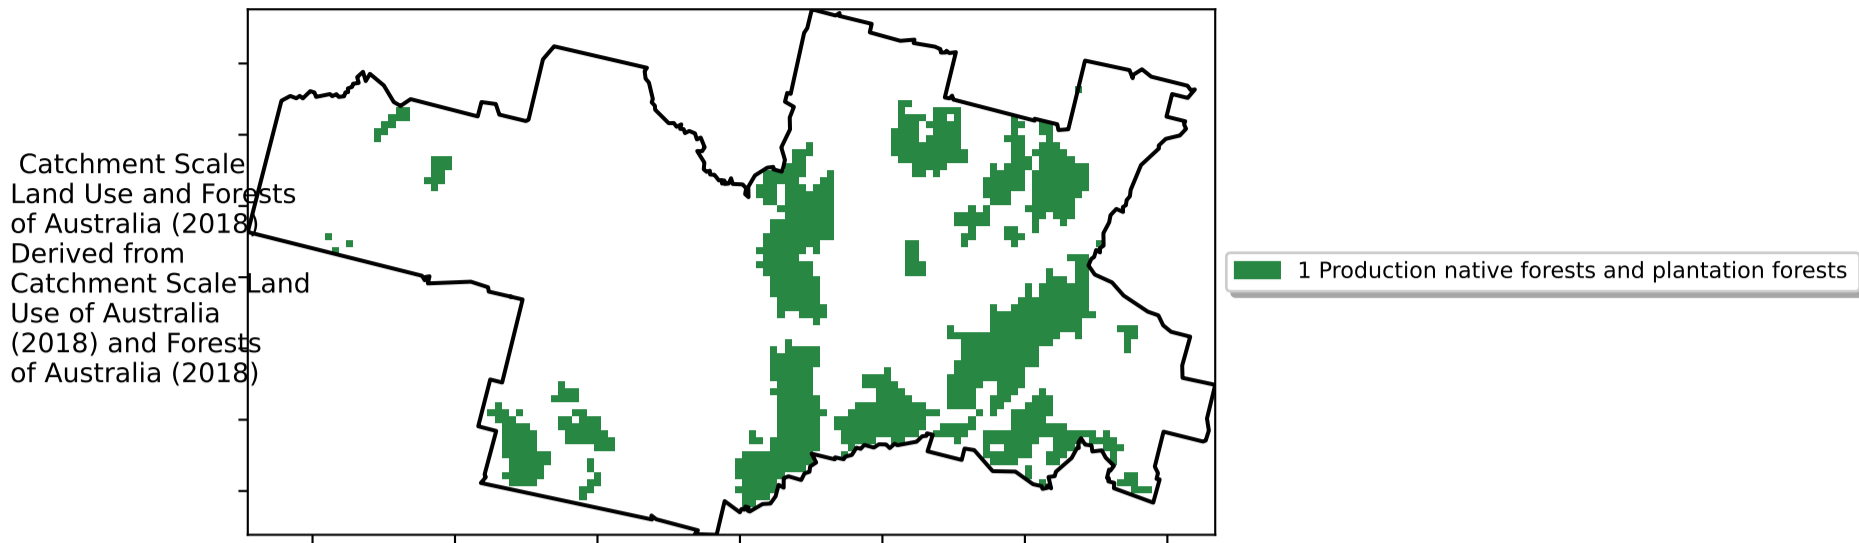 Catchment Scale
Land Use and Forests
of Australia (2018)
Derived from
Catchment Scale Land
Use of Australia
(2018) and Forests
of Australia (2018)
1 Production native forests and plantation forests